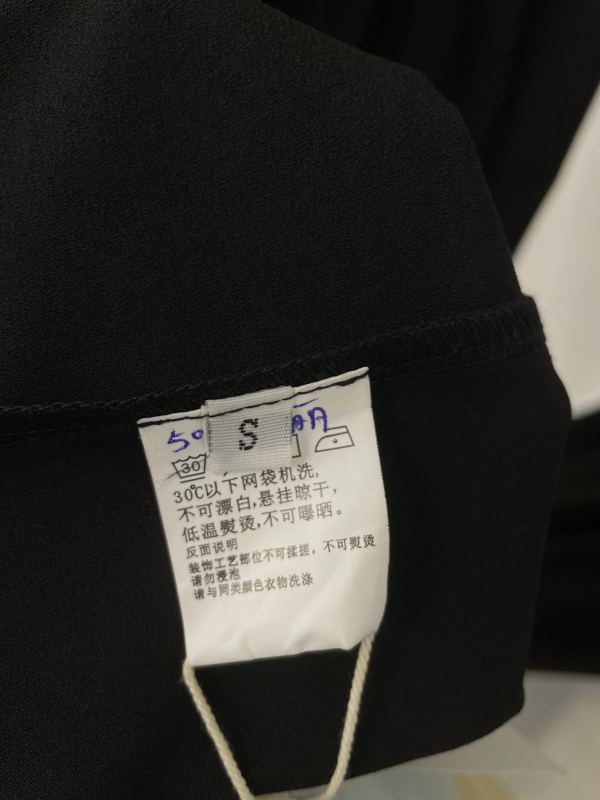 S
30
30℃以下网袋机洗,
不可漂白,悬挂晾干,
低温熨烫,不可曝晒。
反面说明
装饰工艺部位不可揉搓，不可熨烫
请勿浸泡
请与同类颜色衣物洗涤